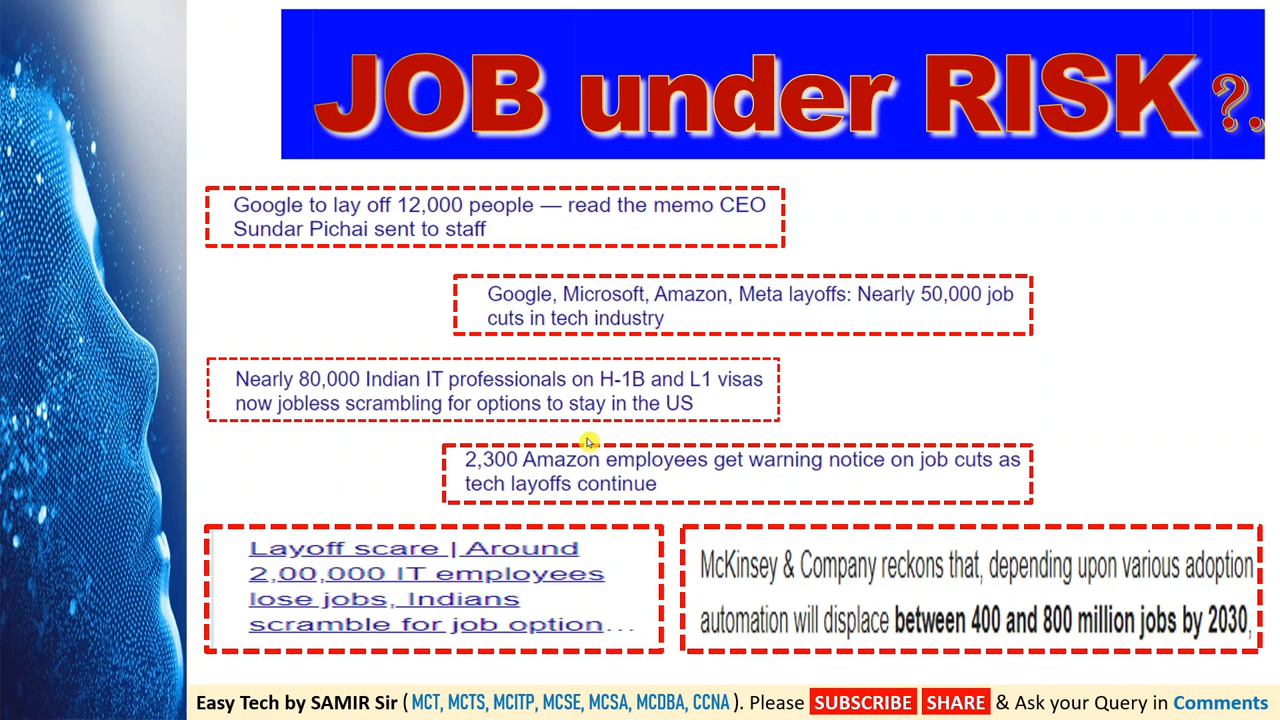 JOB under RISK ?.
Google to lay off 12,000 people — read the memo CEO
Sundar Pichai sent to staff
Google, Microsoft, Amazon, Meta layoffs: Nearly 50,000 job
cuts in tech industry
Nearly 80,000 Indian IT professionals on H-1B and L1 visas
now jobless scrambling for options to stay in the US
2,300 Amazon employees get warning notice on job cuts as
tech layoffs continue
Layoff scare | Around
2,00,000 IT employees
lose jobs, Indians
scramble for job option...
McKinsey & Company reckons that, depending upon various adoption
automation will displace between 400 and 800 million jobs by 2030,
Easy Tech by SAMIR Sir ( MCT, MCTS, MCITP, MCSE, MCSA, MCDBA, CCNA ). Please SUBSCRIBE SHARE & Ask your Query in Comments